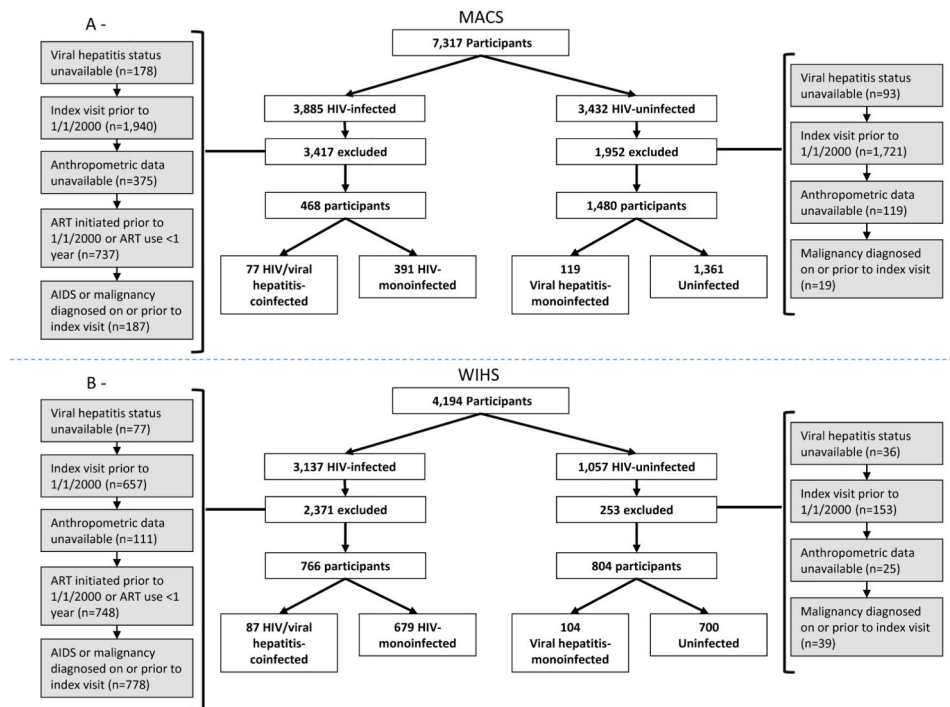 A -
MACS
7,317 Participants
Viral hepatitis status
unavailable (n=178)
Index visit prior to
1/1/2000 (n=1,940)
Anthropometric data
unavailable (n=375)
ART initiated prior to
1/1/2000 or ART use <1
year (n=737)
AIDS or malignancy
diagnosed on or prior to
index visit (n=187)
3,885 HIV-infected
3,417 excluded
468 participants
77 HIV/viral
hepatitis-
coinfected
391 HIV-
monoinfected
3,432 HIV-uninfected
1,952 excluded
1,480 participants
119
Viral hepatitis-
monoinfected
1,361
Uninfected
Viral hepatitis status
unavailable (n=93)
Index visit prior to
1/1/2000 (n=1,721)
Anthropometric data
unavailable (n=119)
Malignancy diagnosed
on or prior to index visit
(n=19)
B -
WIHS
4,194 Participants
Viral hepatitis status
unavailable (n=77)
Index visit prior to
1/1/2000 (n=657)
Anthropometric data
unavailable (n=111)
ART initiated prior to
1/1/2000 or ART use <1
year (n=748)
AIDS or malignancy
diagnosed on or prior to
index visit (n=778)
3,137 HIV-infected
2,371 excluded
766 participants
87 HIV/viral
hepatitis-
coinfected
679 HIV-
monoinfected
1,057 HIV-uninfected
253 excluded
804 participants
104
Viral hepatitis-
monoinfected
700
Uninfected
Viral hepatitis status
unavailable (n=36)
Index visit prior to
1/1/2000 (n=153)
Anthropometric data
unavailable (n=25)
Malignancy diagnosed
on or prior to index visit
(n=39)